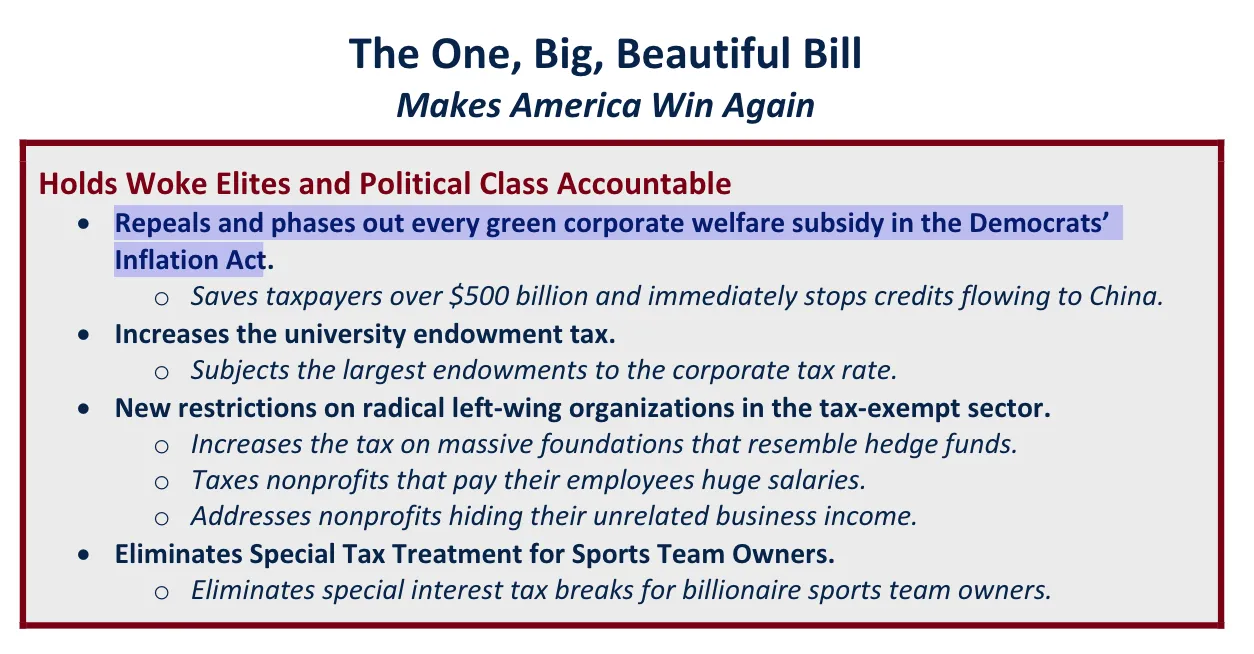 The One, Big, Beautiful Bill
Makes America Win Again
Holds Woke Elites and Political Class Accountable
• Repeals and phases out every green corporate welfare subsidy in the Democrats’
Inflation Act.
o Saves taxpayers over $500 billion and immediately stops credits flowing to China.
• Increases the university endowment tax.
o Subjects the largest endowments to the corporate tax rate.
• New restrictions on radical left-wing organizations in the tax-exempt sector.
o Increases the tax on massive foundations that resemble hedge funds.
o Taxes nonprofits that pay their employees huge salaries.
o Addresses nonprofits hiding their unrelated business income.
• Eliminates Special Tax Treatment for Sports Team Owners.
o Eliminates special interest tax breaks for billionaire sports team owners.